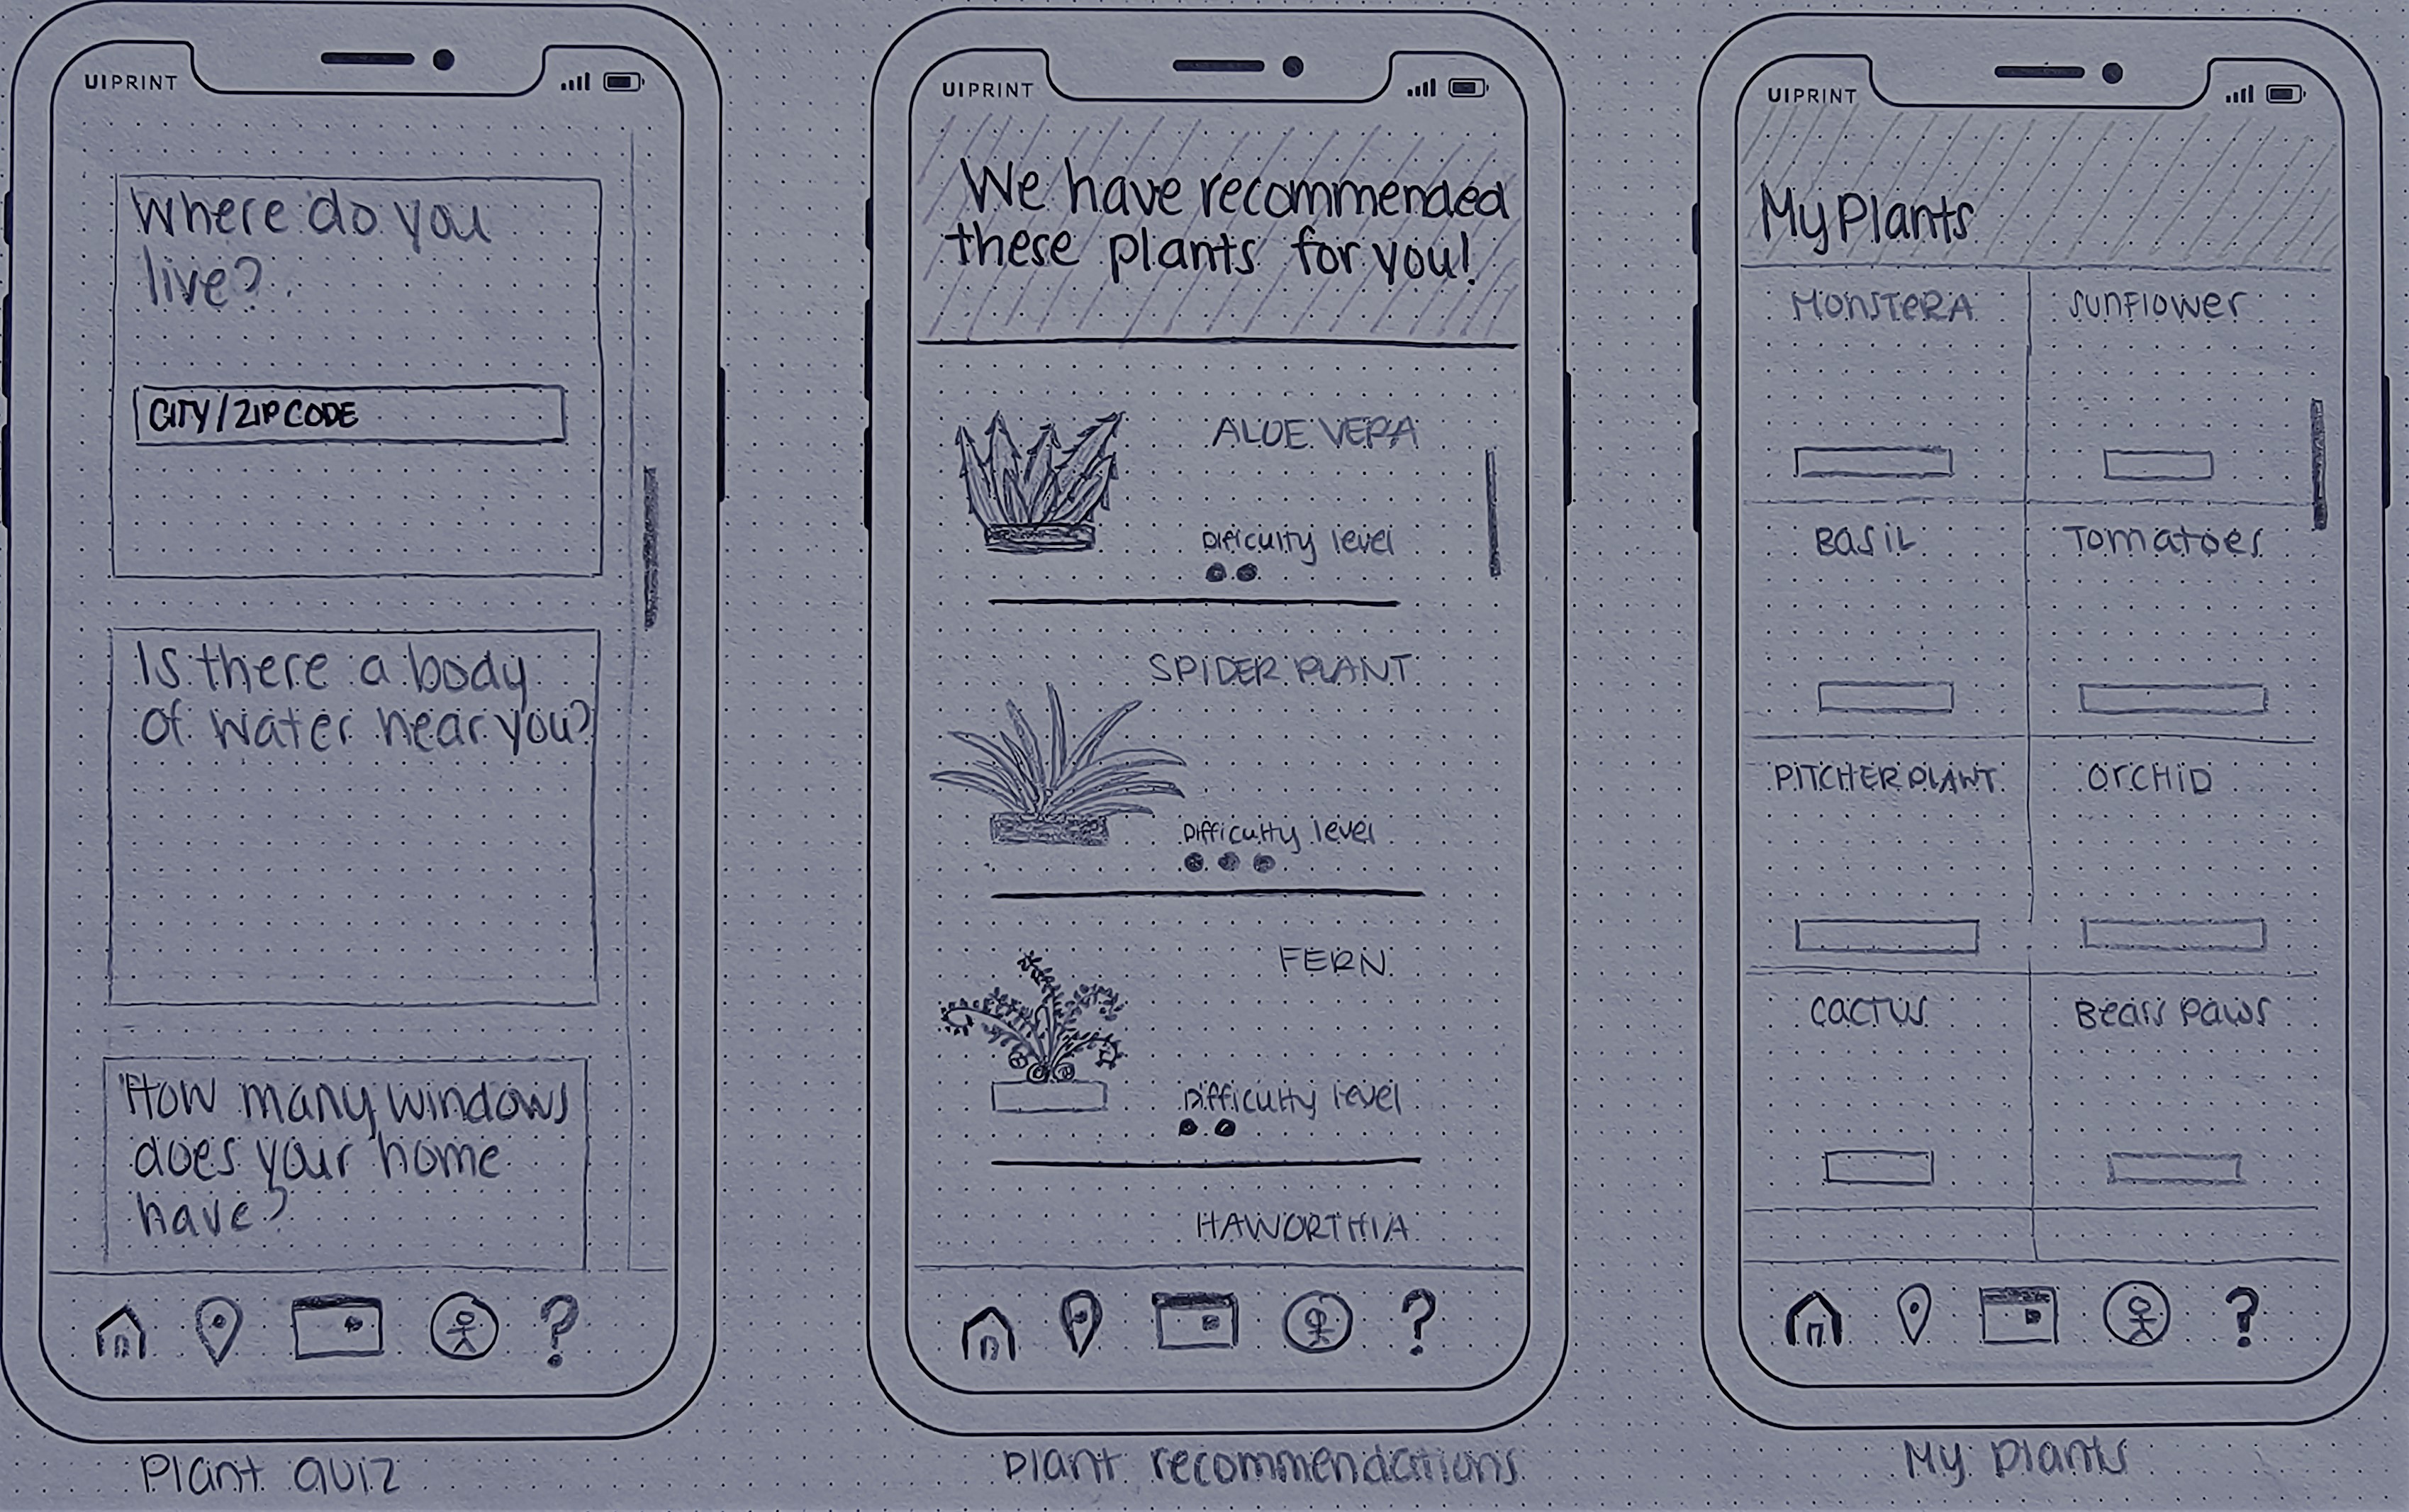 UIPRINT
Where do you
live?
CITY/ZIP CODE
Is there a body
of water near you?
How many windows
does your home
have?
?
Plant quiz
UIPRINT
We have recommended
these plants for you!
ALOE VERA
Difficulty level
SPIDER PLANT
Difficulty level
FERN
Difficulty level
HAWORTHIA
?
Plant recommendations
UIPRINT
My Plants
MONSTERA
SUNFLOWER
BASIL
Tomatoes
PITCHER PLANT
ORCHID
CACTUS
Bears Paws
?
My Plants